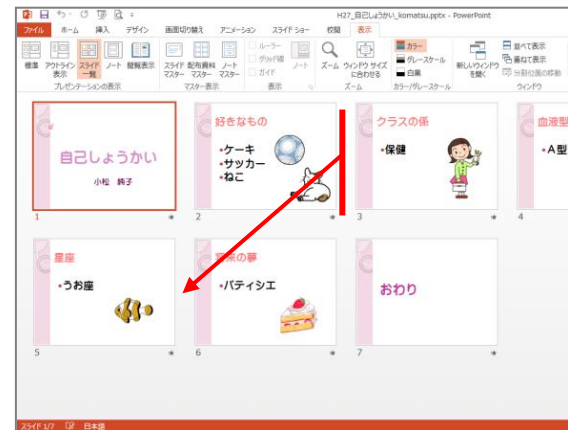 H27_自己しょうかい_komatsu.pptx - PowerPoint
ファイル ホーム 挿入 デザイン 画面切り替え アニメーション スライド ショー 校閲 表示
標準 アウトライン表示 スライド一覧 ノート 閲覧表示
スライドマスター 配布資料マスター ノートマスター
ルーラー
グリッド線
ガイド
ノート
ズーム ウィンドウ サイズに合わせる
カラー
グレースケール
白黒
新しいウィンドウを開く
並べて表示
重ねて表示
分割位置の移動
プレゼンテーションの表示 マスター表示 表示 ズーム カラー/グレースケール ウィンドウ
自己しょうかい
小松 純子
1
好きなもの
・ケーキ
・サッカー
・ねこ
2
クラスの係
・保健
3
血液型
・A型
4
星座
・うお座
5
将来の夢
・パティシエ
6
おわり
7
スライド 1/7 日本語